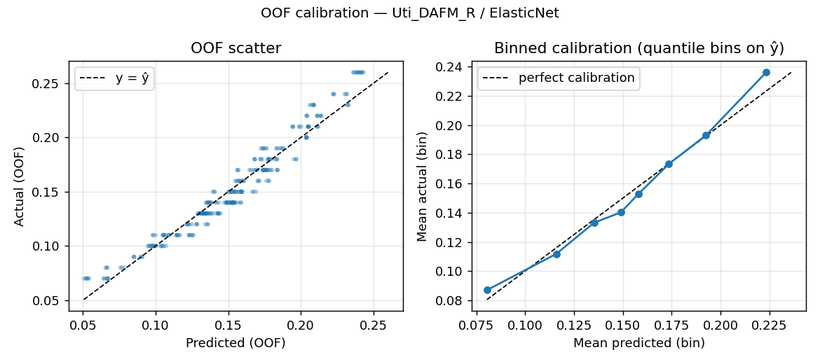 OOF calibration — Uti_DAFM_R / ElasticNet
OOF scatter
y = ŷ
Actual (OOF)
0.25
0.20
0.15
0.10
0.05
0.05 0.10 0.15 0.20 0.25
Predicted (OOF)
Binned calibration (quantile bins on ŷ)
perfect calibration
Mean actual (bin)
0.24
0.22
0.20
0.18
0.16
0.14
0.12
0.10
0.08
0.075 0.100 0.125 0.150 0.175 0.200 0.225
Mean predicted (bin)